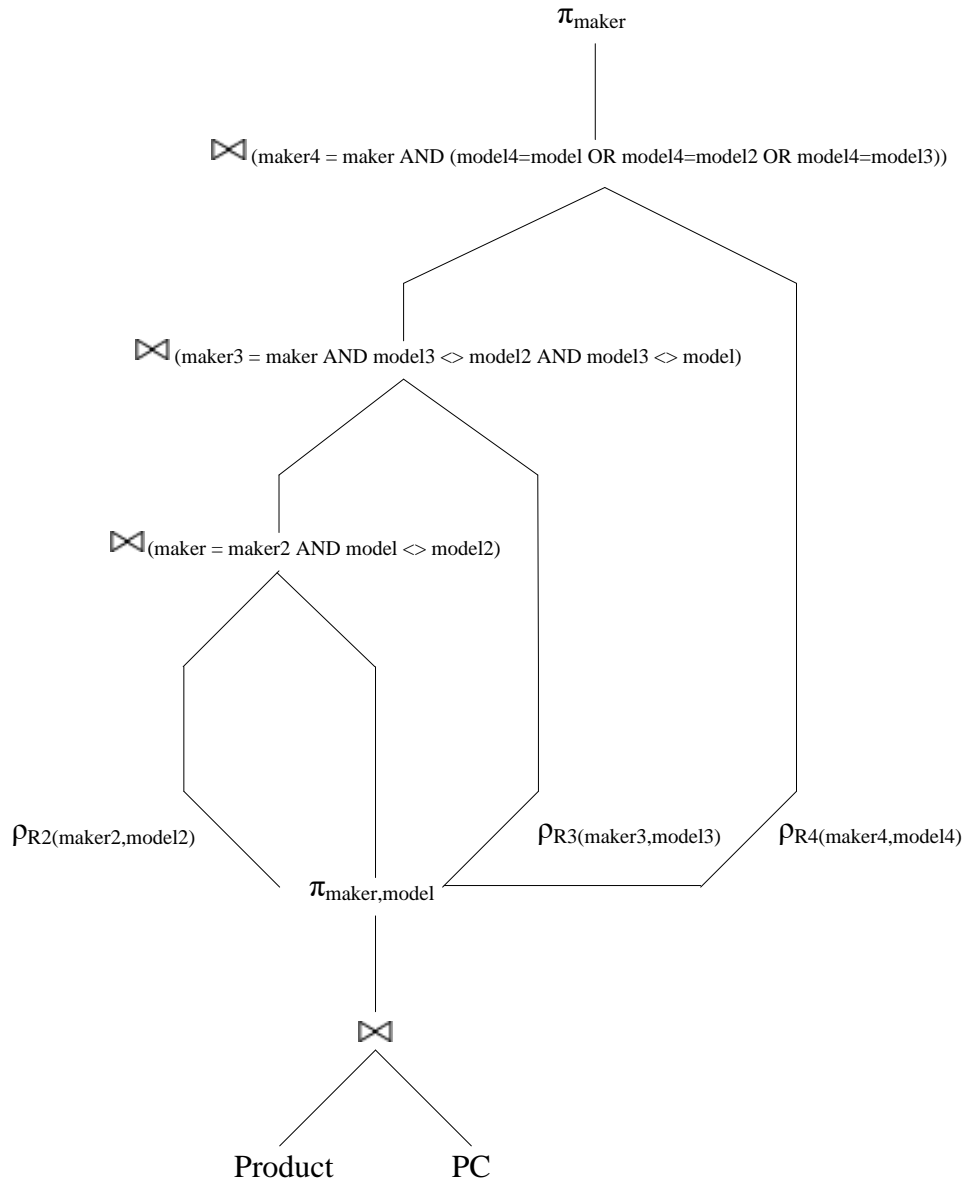 πmaker
⋈ (maker4 = maker AND (model4=model OR model4=model2 OR model4=model3))
⋈ (maker3 = maker AND model3 <> model2 AND model3 <> model)
⋈ (maker = maker2 AND model <> model2)
ρR2(maker2,model2) ρR3(maker3,model3) ρR4(maker4,model4)
πmaker,model
⋈
Product PC